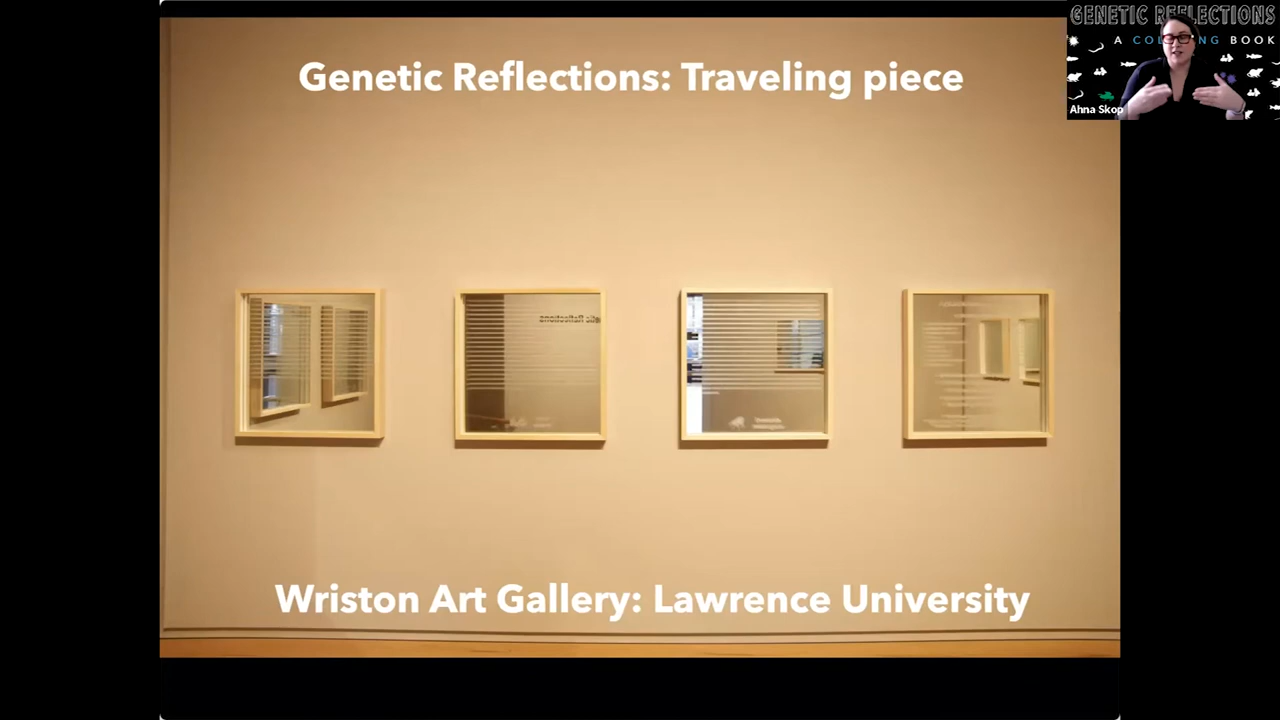 GENETIC REFLECTIONS
A COLORING BOOK
Ahna Skop
Genetic Reflections: Traveling piece
Wriston Art Gallery: Lawrence University